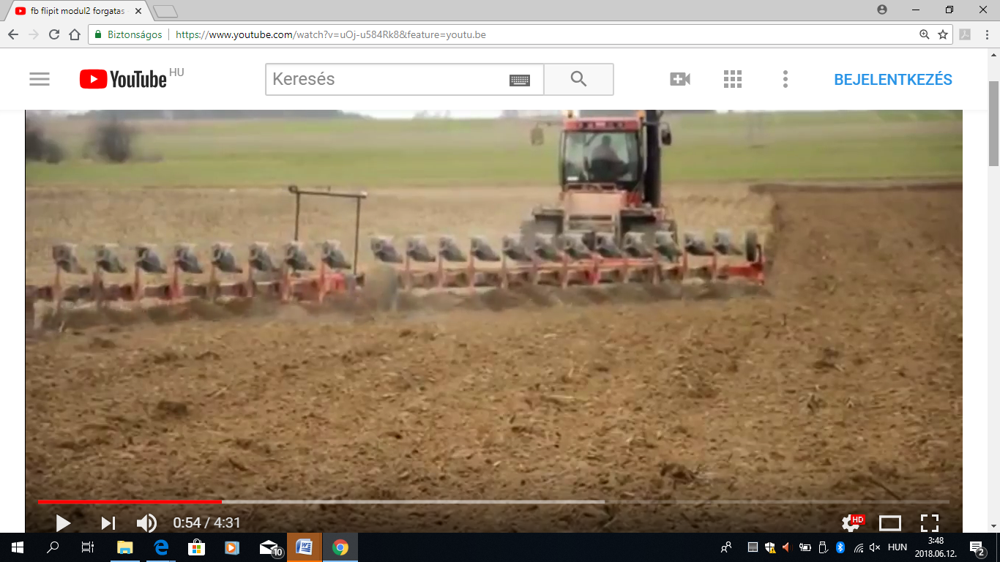 fb flipit modul2 forgatas
Biztonságos https://www.youtube.com/watch?v=uOj-u584Rk8&feature=youtu.be
YouTube HU
Keresés
BEJELENTKEZÉS
0:54 / 4:31
HD
10
W
HUN
3:48
2018.06.12.
2